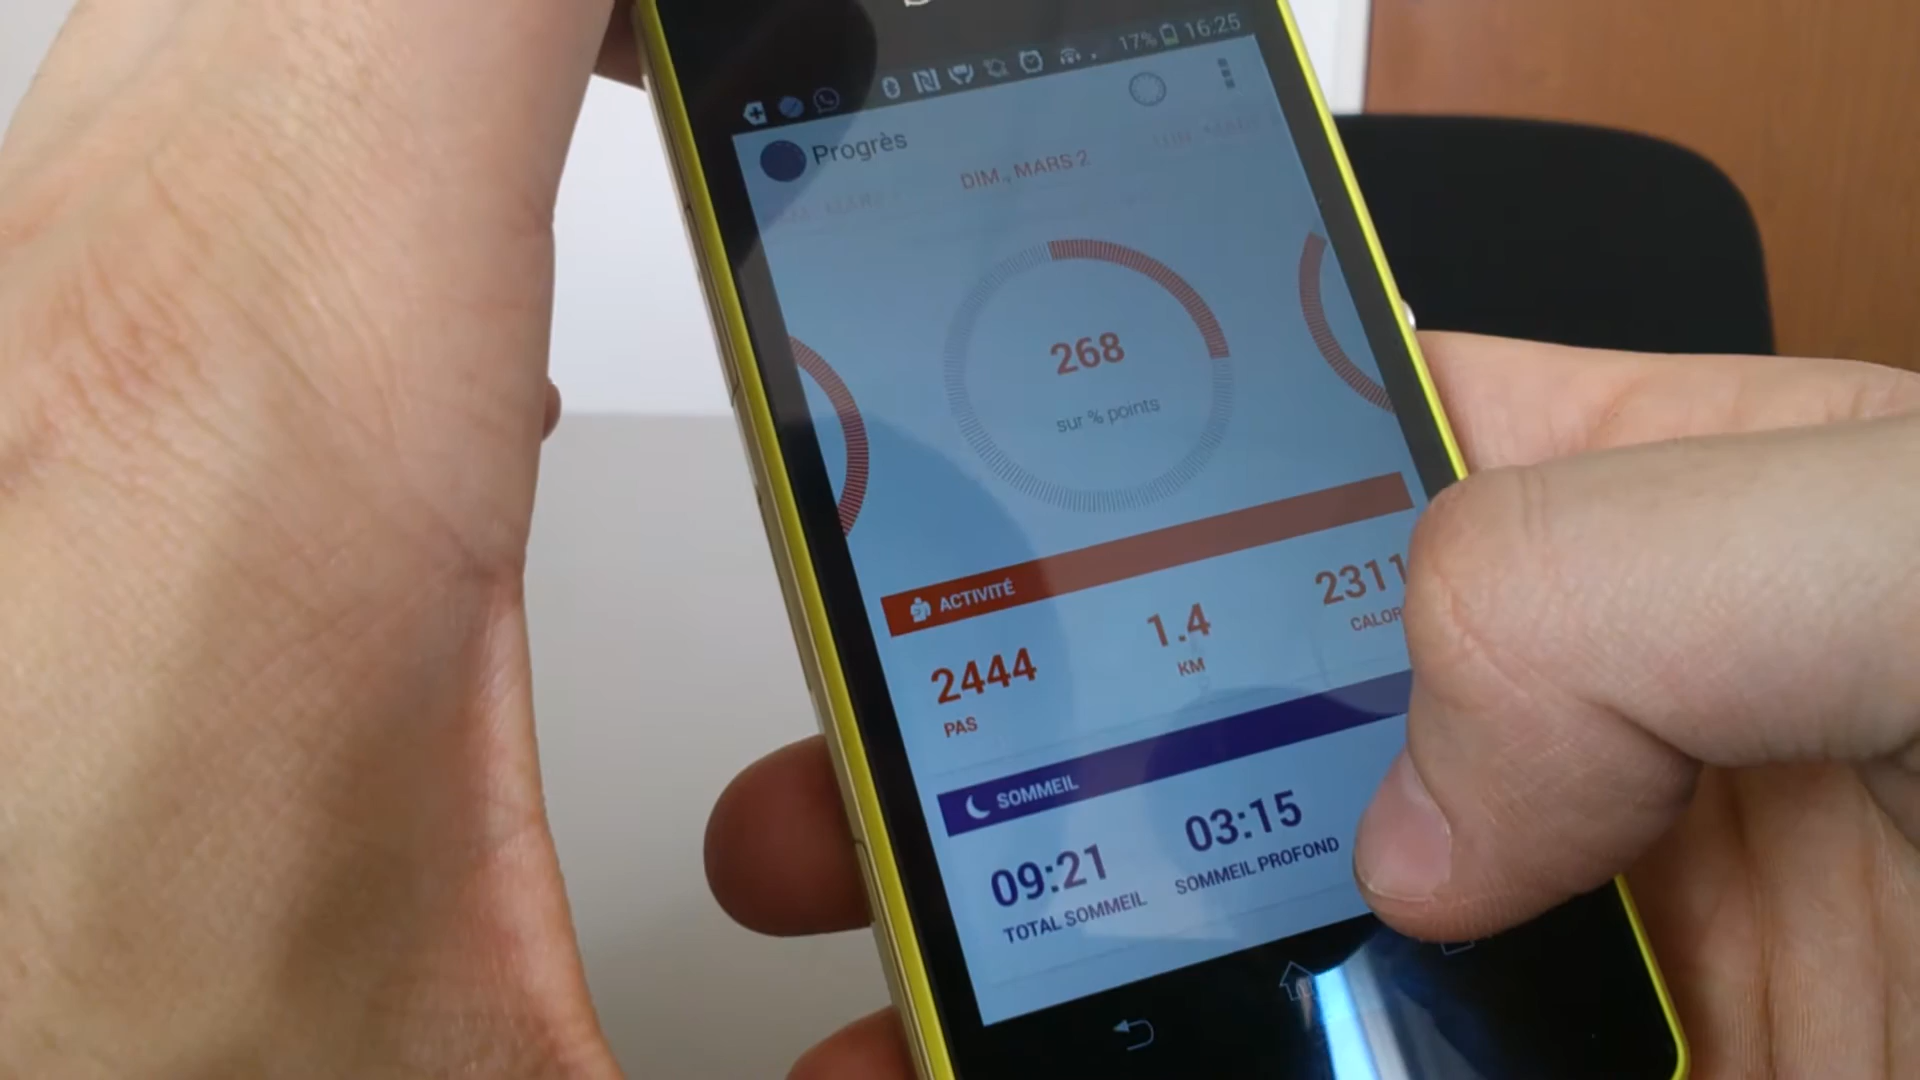 17% 16:25
Progrès
DIM., MARS 2
268
sur % points
ACTIVITÉ
2444 1.4 2311
PAS KM CALOR
SOMMEIL
09:21 03:15
TOTAL SOMMEIL SOMMEIL PROFOND